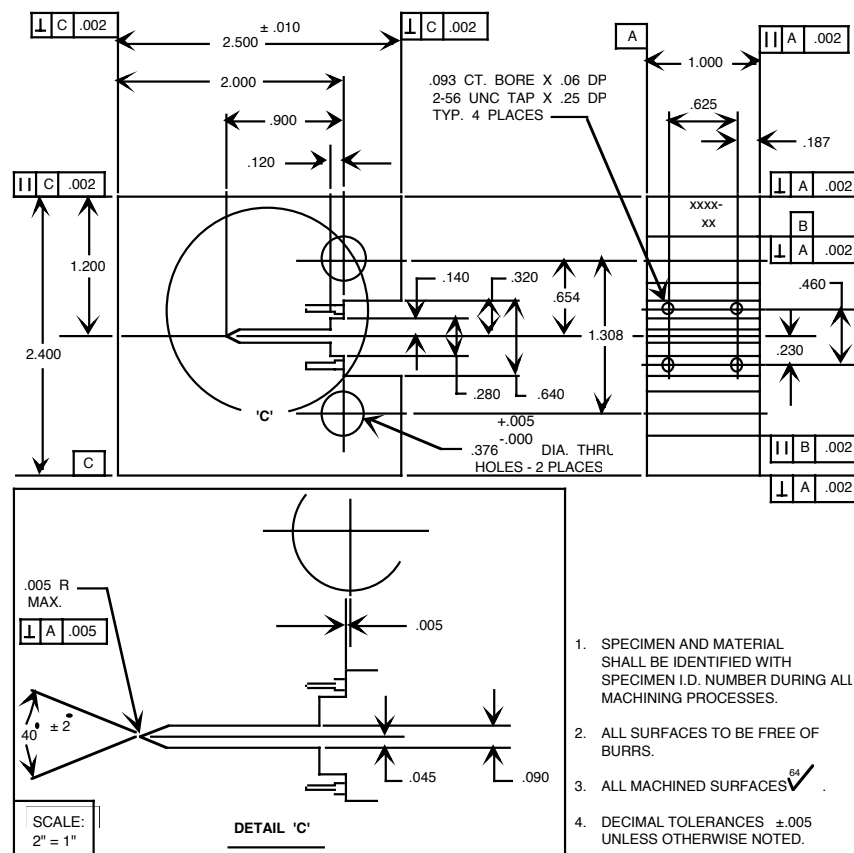 ⊥ C .002
± .010
2.500
⊥ C .002
A
|| A .002
2.000
1.000
.093 CT. BORE X .06 DP
2-56 UNC TAP X .25 DP
TYP. 4 PLACES
.900
.625
.120
.187
|| C .002
⊥ A .002
xxxx-
xx
B
⊥ A .002
1.200
.140
.320
.654
.460
2.400
1.308
.230
.280
.640
'C'
+.005
-.000
.376 DIA. THRU
HOLES - 2 PLACES
C
|| B .002
⊥ A .002
.005 R
MAX.
⊥ A .005
.005
40° ± 2°
.045
.090
SCALE:
2" = 1"
DETAIL 'C'
1. SPECIMEN AND MATERIAL
SHALL BE IDENTIFIED WITH
SPECIMEN I.D. NUMBER DURING ALL
MACHINING PROCESSES.
2. ALL SURFACES TO BE FREE OF
BURRS.
3. ALL MACHINED SURFACES 64 √ .
4. DECIMAL TOLERANCES ±.005
UNLESS OTHERWISE NOTED.